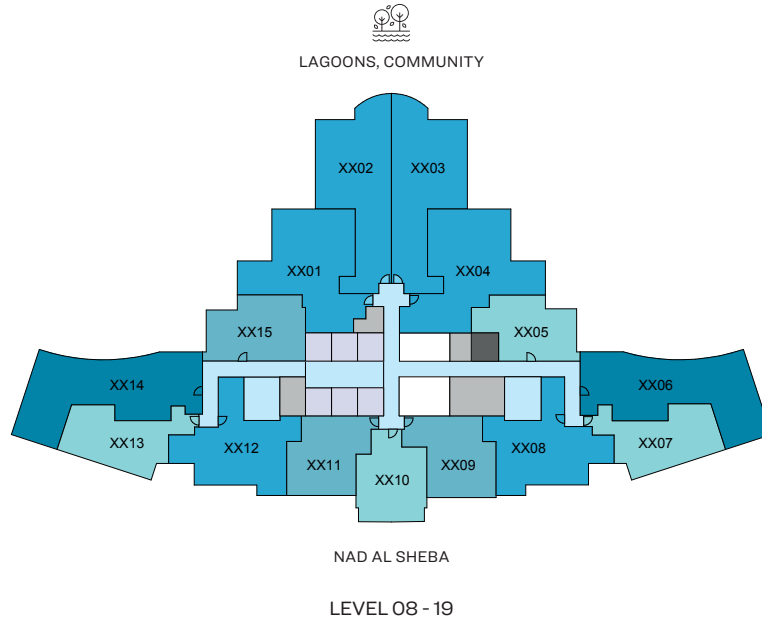 LAGOONS, COMMUNITY
XX02
XX03
XX01
XX04
XX15
XX05
XX14
XX06
XX13
XX12
XX11
XX10
XX09
XX08
XX07
NAD AL SHEBA
LEVEL 08 - 19